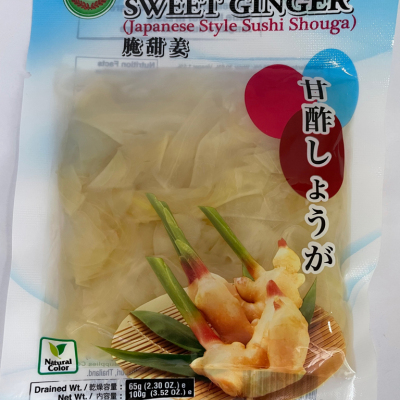 SWEET GINGER
(Japanese Style Sushi Shouga)
腌甜姜
甘酢しょうが
Natural
Color
Drained Wt. / 乾燥容量 : 65g (2.30 OZ.) e
Net Wt. / 内容量 : 100g (3.52 OZ.) e